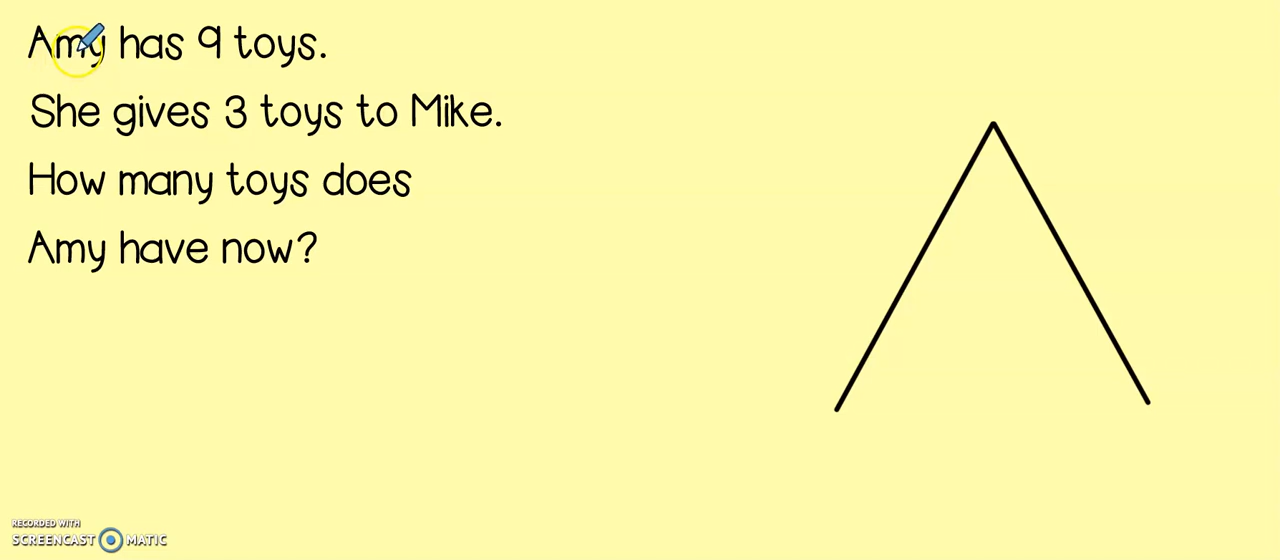 Amy has 9 toys.
She gives 3 toys to Mike.
How many toys does
Amy have now?
RECORDED WITH
SCREENCAST MATIC